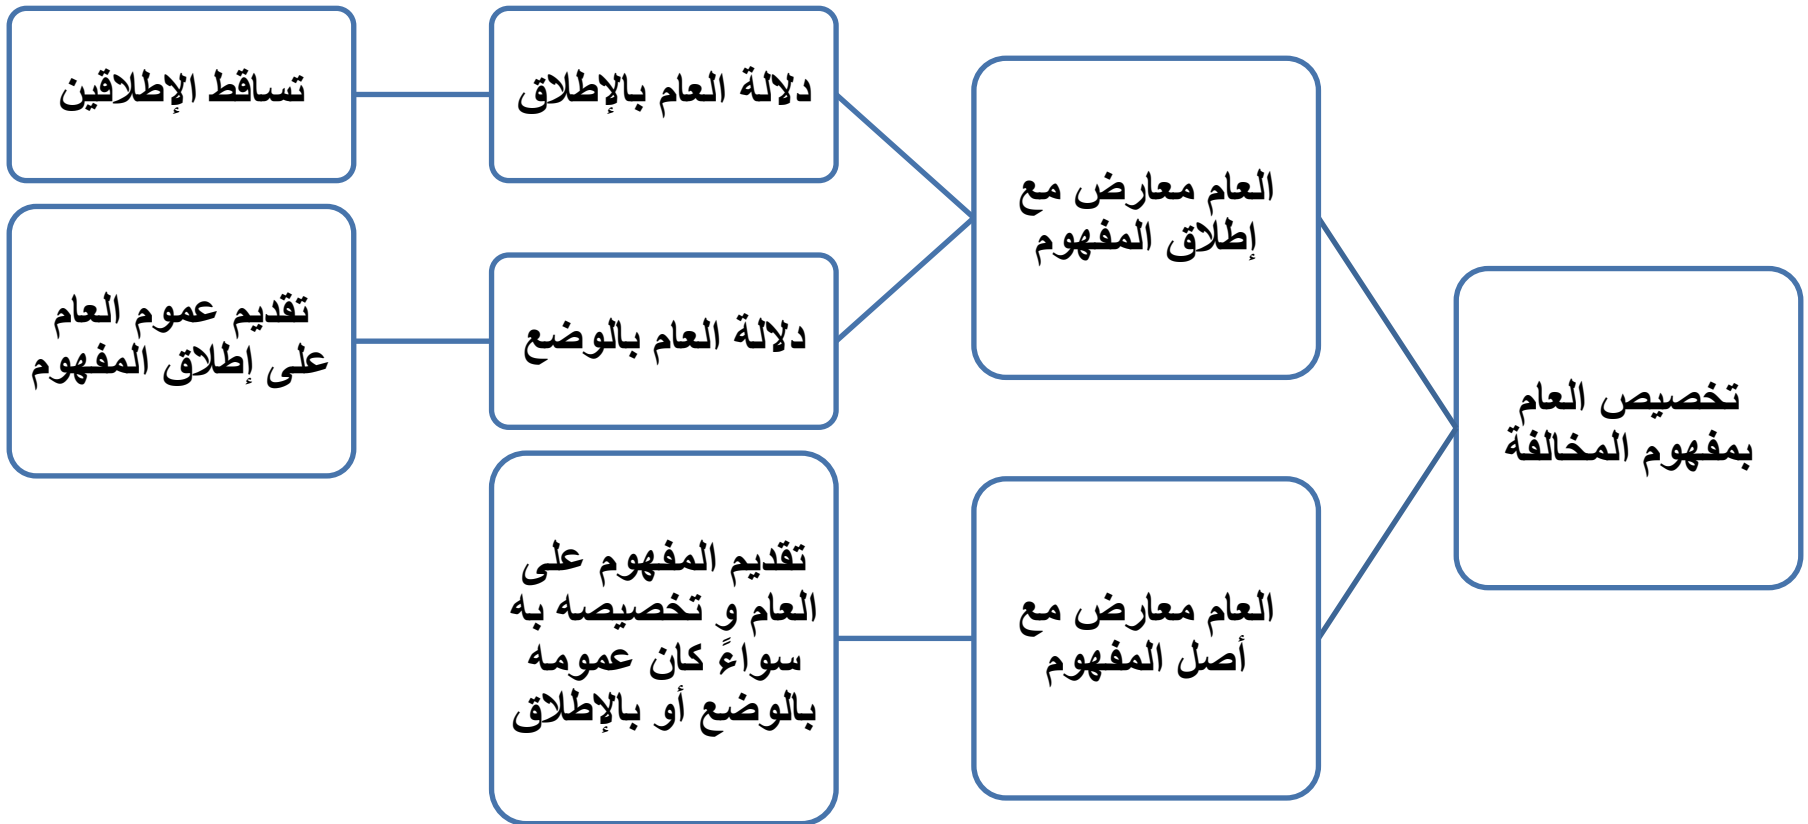 تخصيص العام
بمفهوم المخالفة
العام معارض مع
إطلاق المفهوم
دلالة العام بالإطلاق
تساقط الإطلاقين
دلالة العام بالوضع
تقديم عموم العام
على إطلاق المفهوم
العام معارض مع
أصل المفهوم
تقديم المفهوم على
العام و تخصيصه به
سواءً كان عمومه
بالوضع أو بالإطلاق